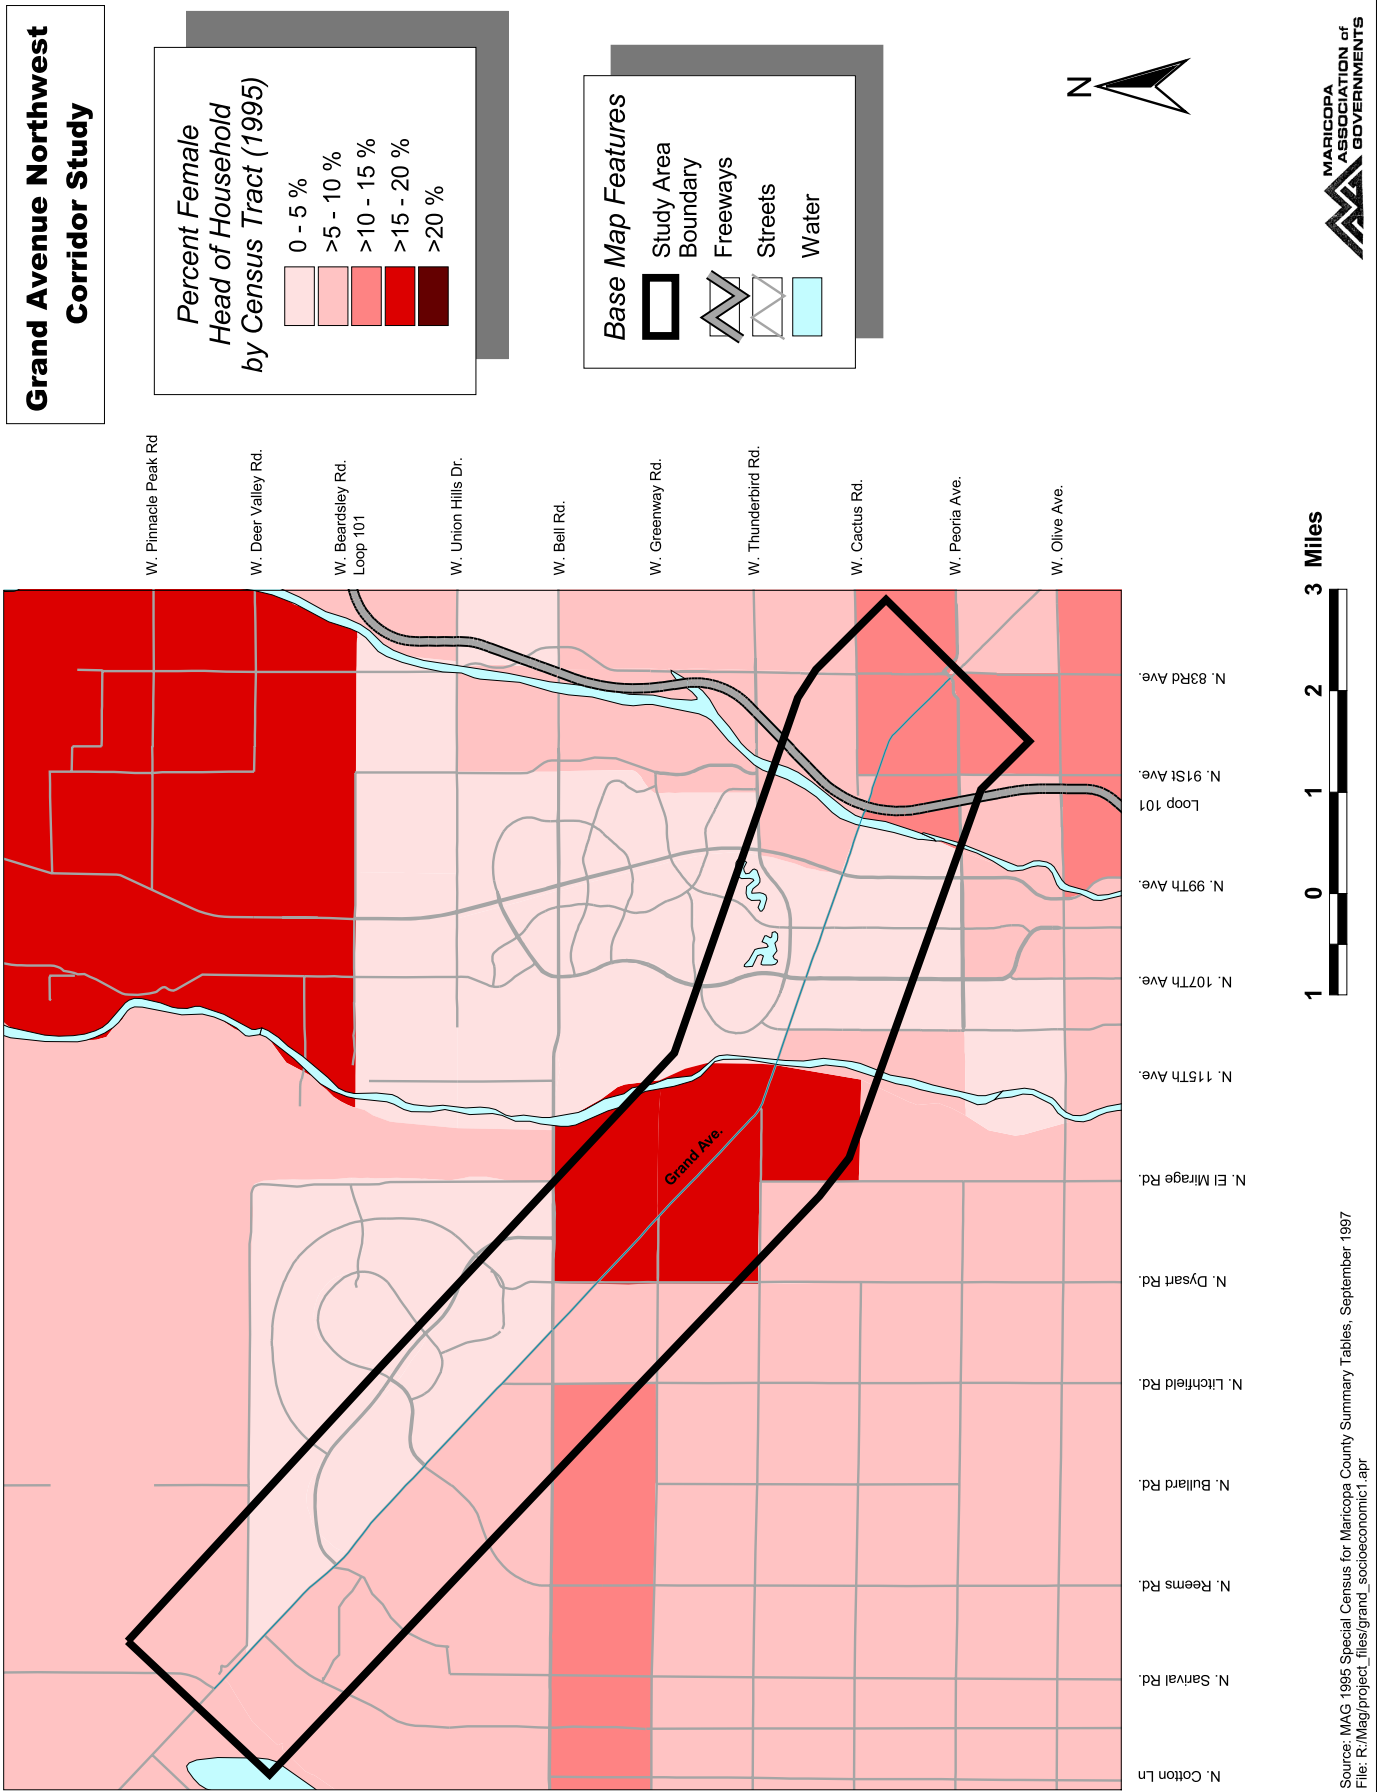 Grand Avenue Northwest
Corridor Study
Percent Female
Head of Household
by Census Tract (1995)
0 - 5 %
>5 - 10 %
>10 - 15 %
>15 - 20 %
>20 %
Base Map Features
Study Area
Boundary
Freeways
Streets
Water
N
MARICOPA
ASSOCIATION of
GOVERNMENTS
W. Pinnacle Peak Rd
W. Deer Valley Rd.
W. Beardsley Rd.
Loop 101
W. Union Hills Dr.
W. Bell Rd.
W. Greenway Rd.
W. Thunderbird Rd.
W. Cactus Rd.
W. Peoria Ave.
W. Olive Ave.
Grand Ave.
N. Cotton Ln
N. Sarival Rd.
N. Reems Rd.
N. Bullard Rd.
N. Litchfield Rd.
N. Dysart Rd.
N. El Mirage Rd.
N. 115Th Ave.
N. 107Th Ave.
N. 99Th Ave.
Loop 101
N. 91St Ave.
N. 83Rd Ave.
1 0 1 2 3 Miles
Source: MAG 1995 Special Census for Maricopa County Summary Tables, September 1997
File: R:/Mag/project_files/grand_socioeconomic1.apr